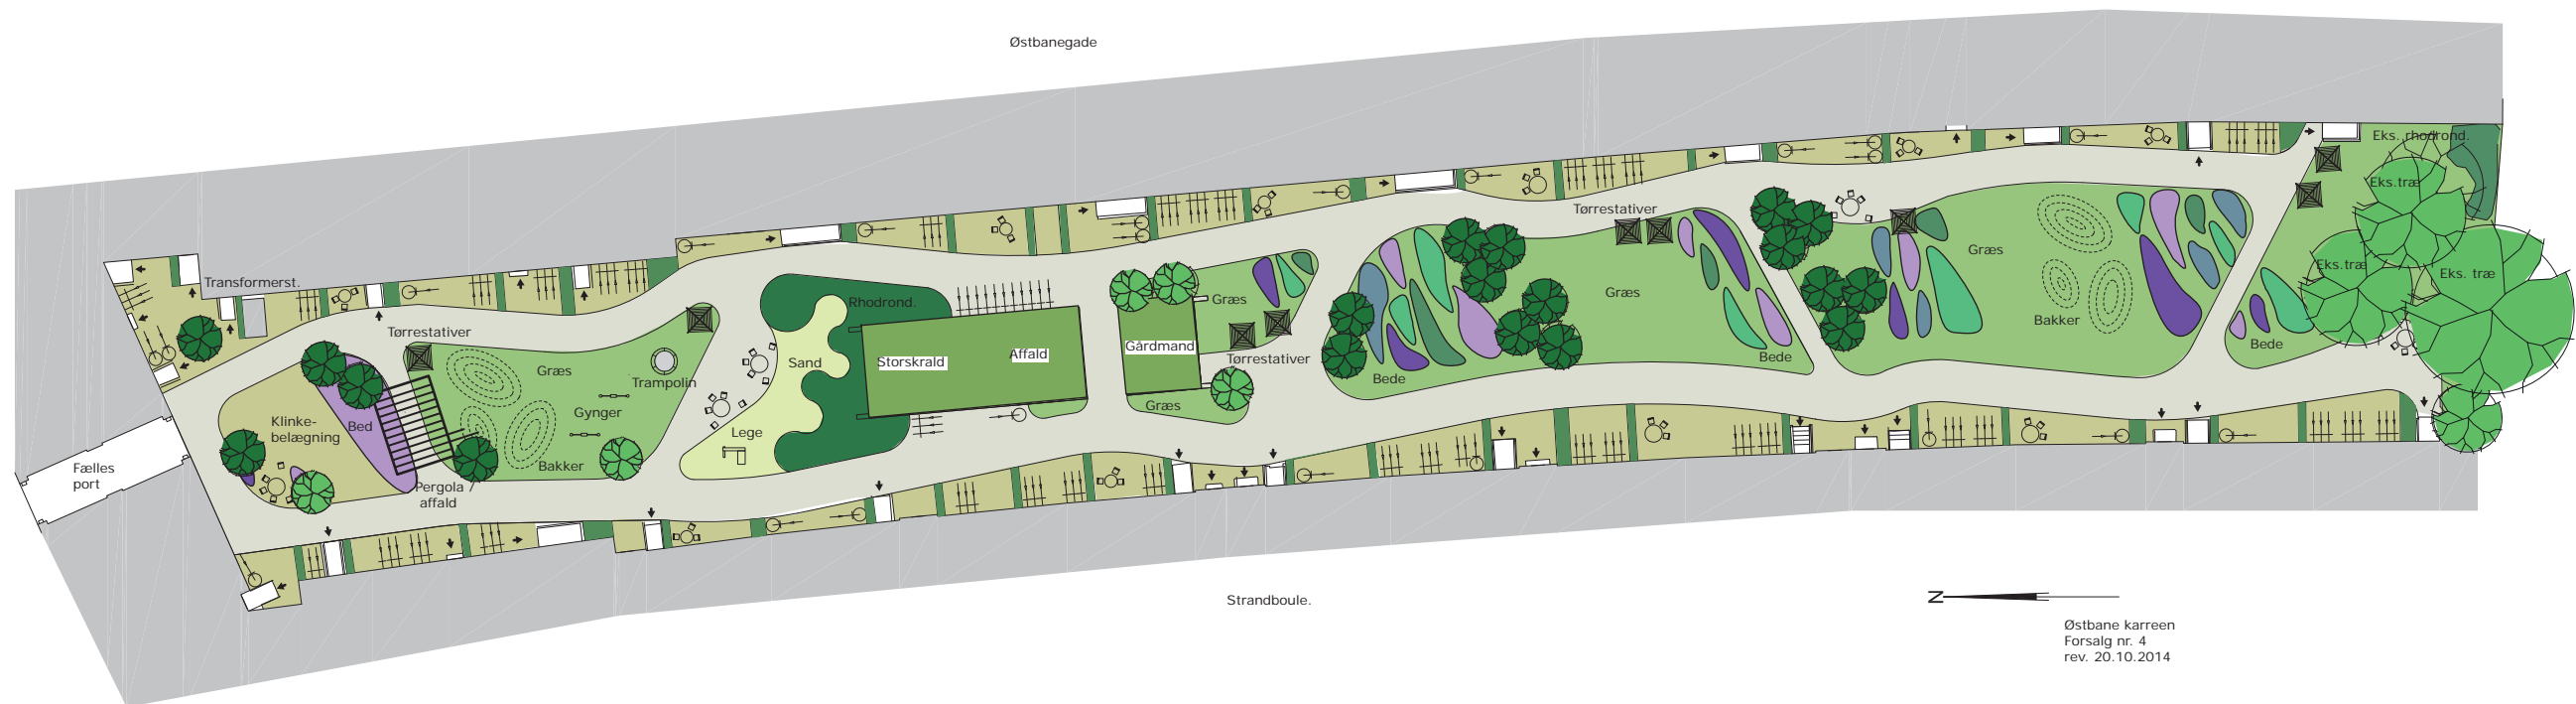 Østbanegade
Eks. rhodrond.
Eks.træ
Tørrestativer
Græs
Eks.træ
Eks. træ
Transformerst.
Græs
Rhodrond.
Græs
Bakker
Tørrestativer
Gårdmand
Bede
Storskrald
Affald
Tørrestativer
Bede
Sand
Græs
Trampolin
Bede
Gynger
Græs
Klinke-
belægning
Bed
Lege
Bakker
Fælles
port
Pergola /
affald
Strandboule.
N
Østbane karreen
Forsalg nr. 4
rev. 20.10.2014